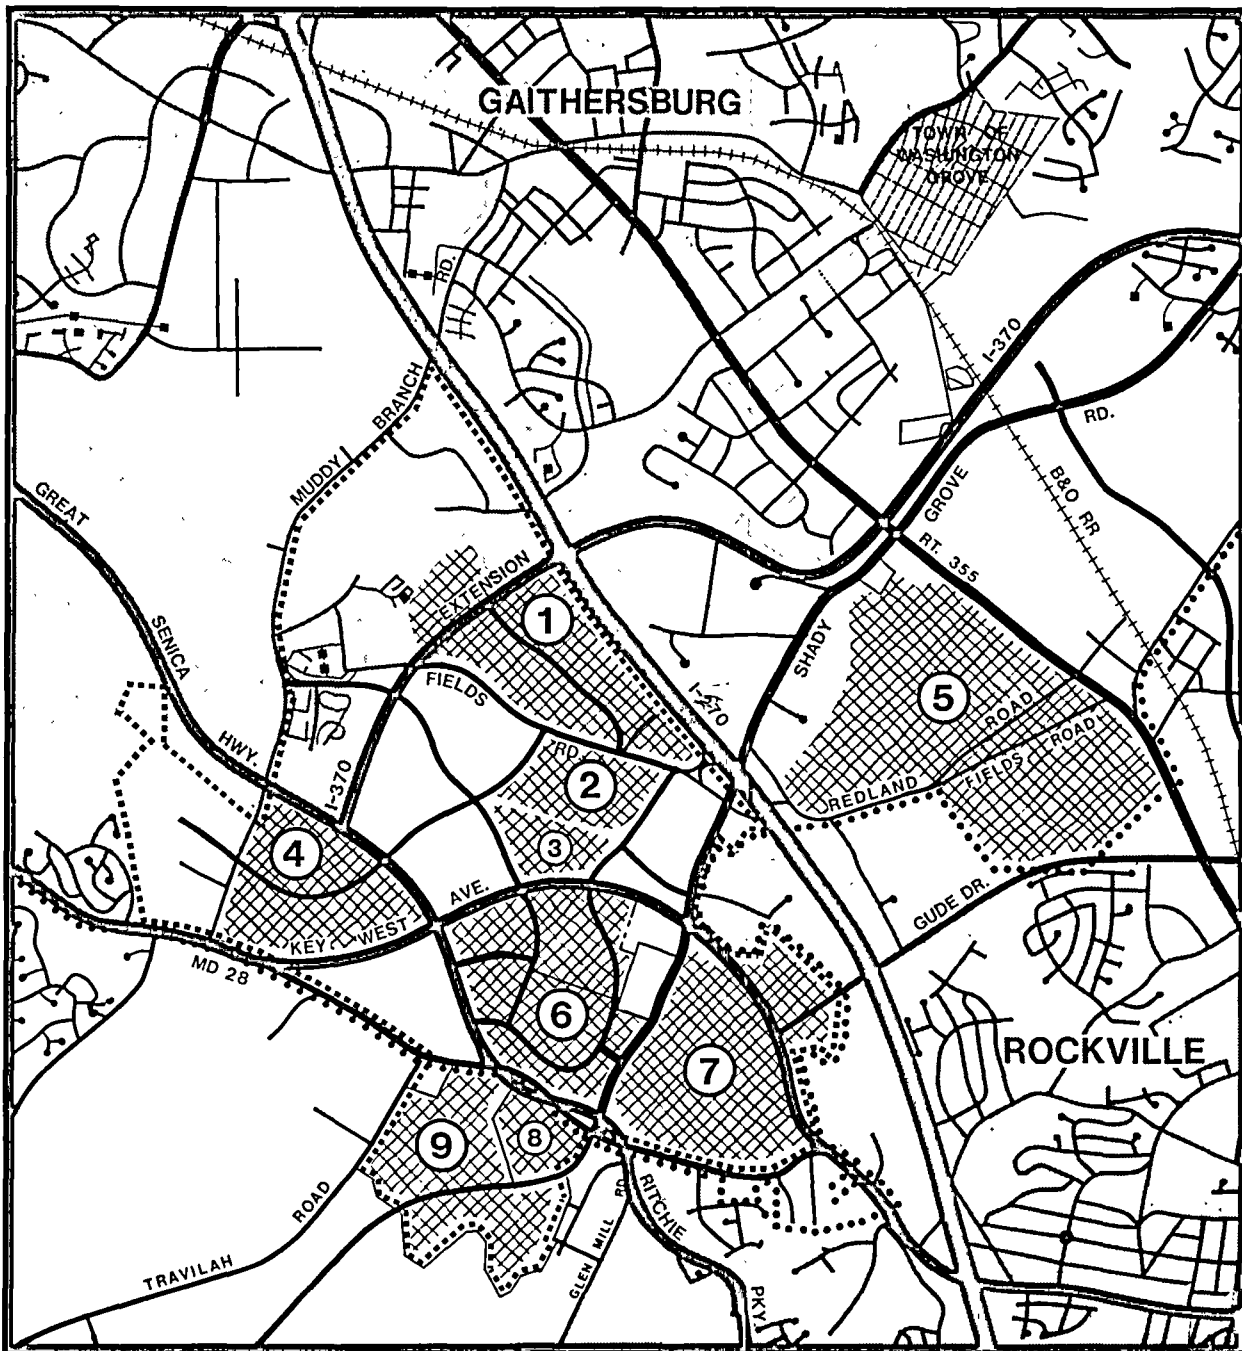 GAITHERSBURG
TOWN OF
WASHINGTON
GROVE
RD.
I-370
BRANCH
RD.
MUDDY
GREAT
GROVE
B&O RR
RT. 355
EXTENSION
1
SENICA
SHADY
FIELDS
I-270
5
ROAD
HWY.
RD.
ROAD
2
FIELDS
I-370
REDLAND
3
4
AVE.
GUDE DR.
KEY WEST
MD 28
6
ROCKVILLE
7
9
8
ROAD
RD.
RITCHIE
GLEN MILL
TRAVILAH
PKY.